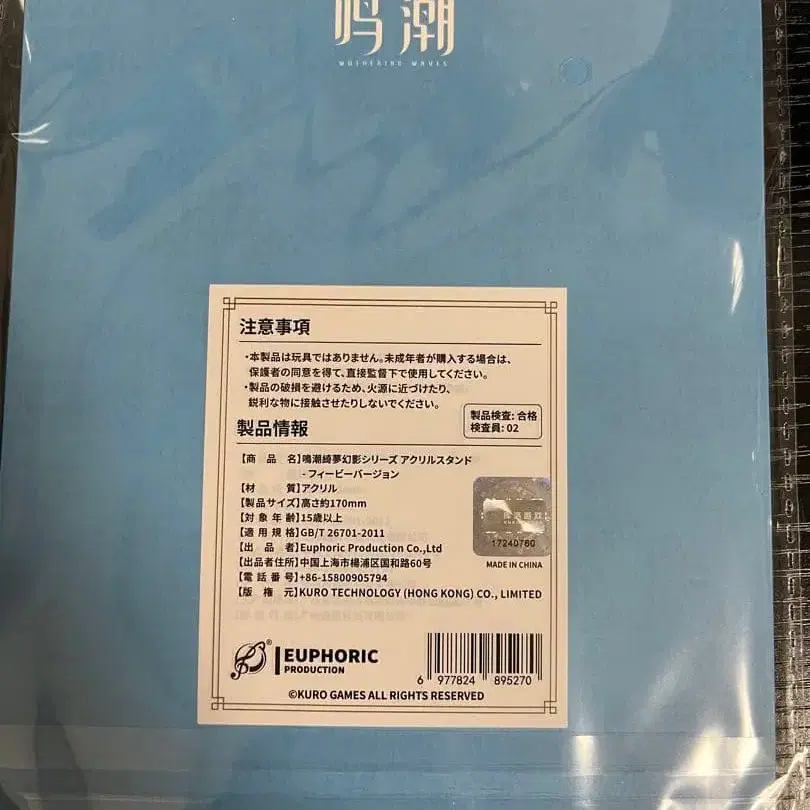 鸣潮
WUTHERING WAVES
注意事項
・本製品は玩具ではありません。未成年者が購入する場合は、
保護者の同意を得て、直接監督下で使用してください。
・製品の破損を避けるため、火源に近づけたり、
鋭利な物に接触させたりしないでください。
製品検査: 合格
検査員: 02
製品情報
【商 品 名】鳴潮綺夢幻影シリーズ アクリルスタンド
- フィービーバージョン
【材 質】アクリル
【製品サイズ】高さ約170mm
【対象年齢】15歳以上
【適用規格】GB/T 26701-2011
【出 品 者】Euphoric Production Co.,Ltd
【出品者住所】中国上海市楊浦区国和路60号
【電話番号】+86-15800905794
【版 権 元】KURO TECHNOLOGY (HONG KONG) CO., LIMITED
17240760
MADE IN CHINA
EUPHORIC
PRODUCTION
®
6 977824 895270
©KURO GAMES ALL RIGHTS RESERVED